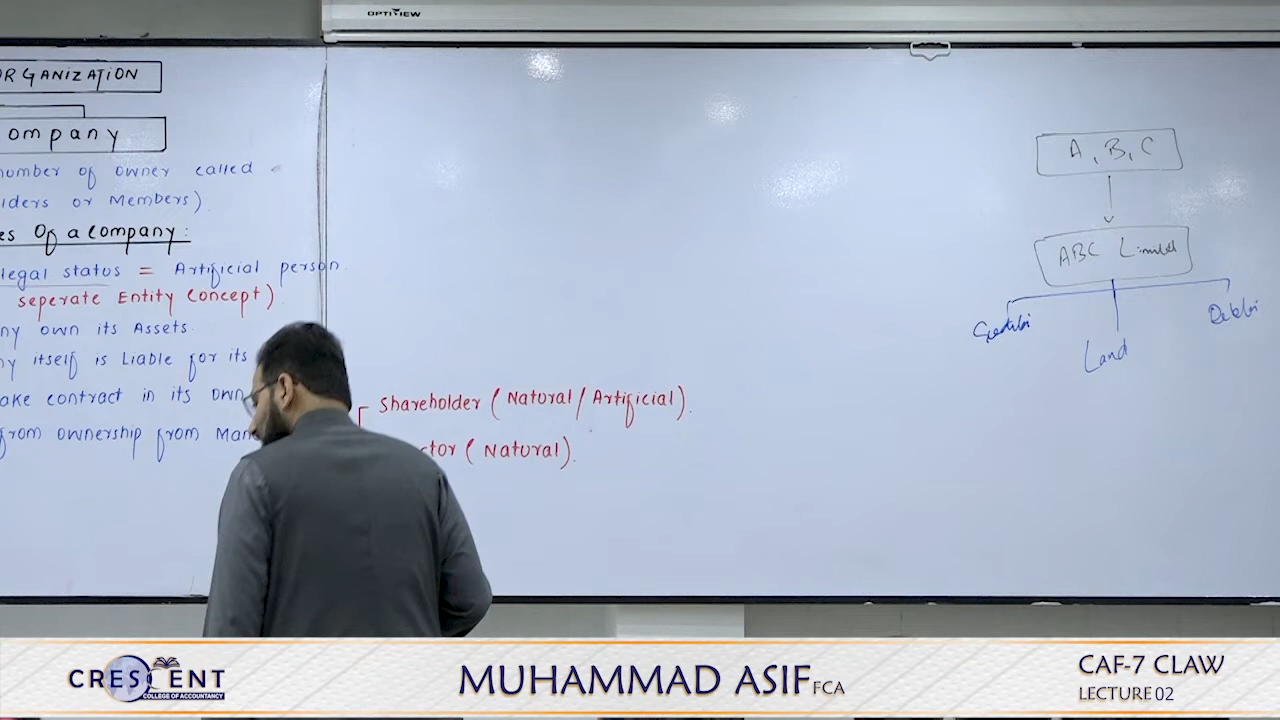 OPTIVIEW
ORGANIZATION
ompany
number of owner called
lders or Members)
es Of a Company:
legal status = Artificial person
seperate Entity Concept)
ny own its Assets.
ny itself is Liable for its
ake contract in its own
from ownership from Man
Shareholder (Natural/Artificial).
ctor (Natural).
A, B, C
ABC Limited
Land
CRESCENT
COLLEGE OF ACCOUNTANCY
MUHAMMAD ASIF FCA
CAF-7 CLAW
LECTURE 02